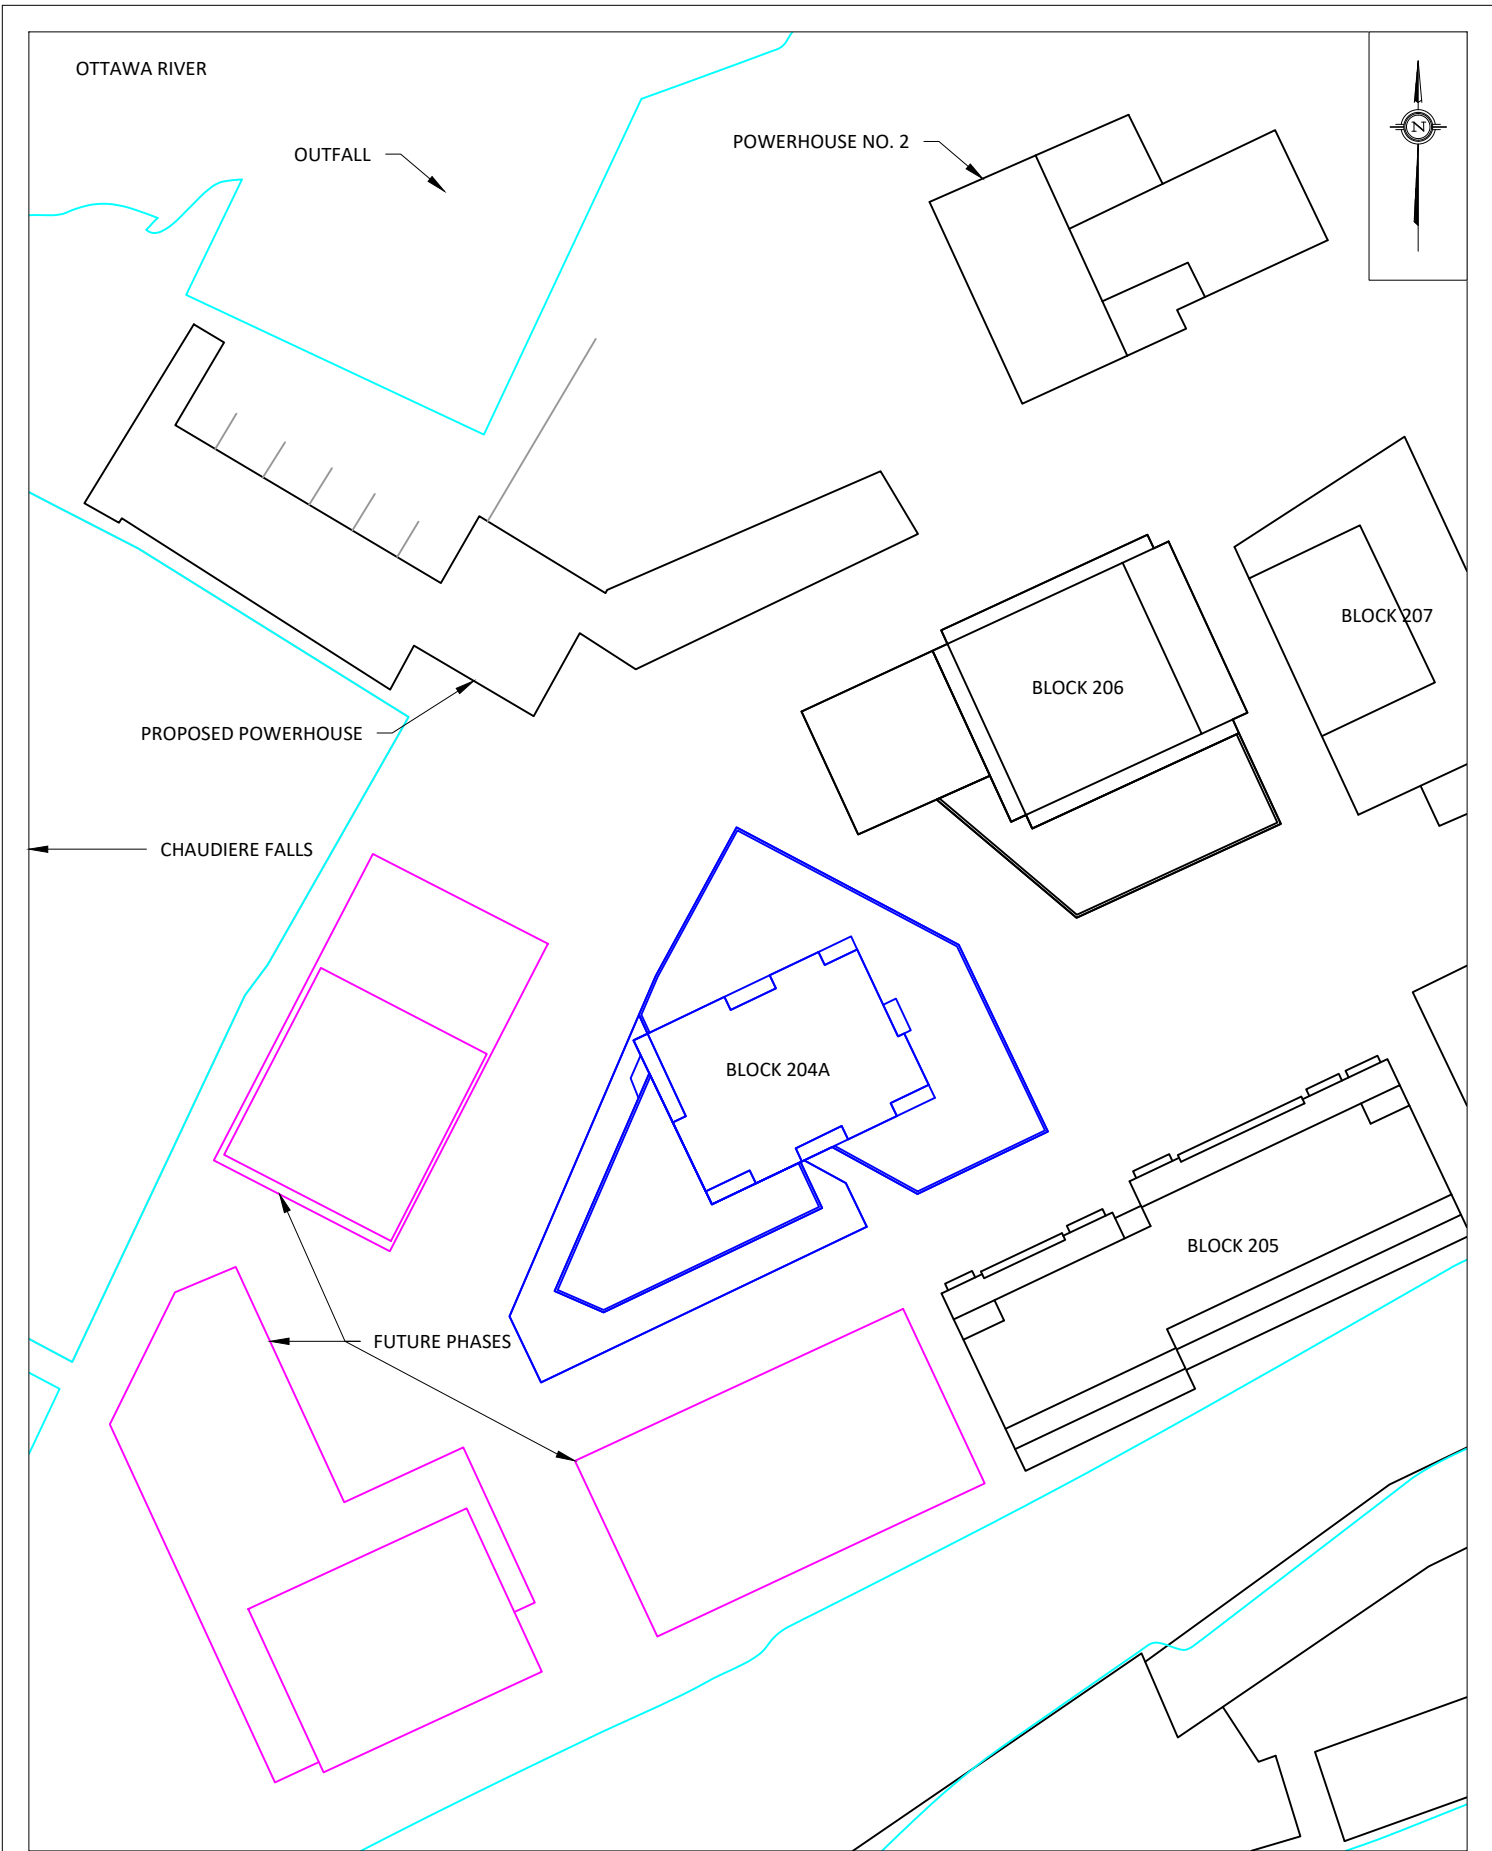 OTTAWA RIVER
OUTFALL
POWERHOUSE NO. 2
N
BLOCK 207
BLOCK 206
PROPOSED POWERHOUSE
CHAUDIERE FALLS
BLOCK 204A
BLOCK 205
FUTURE PHASES